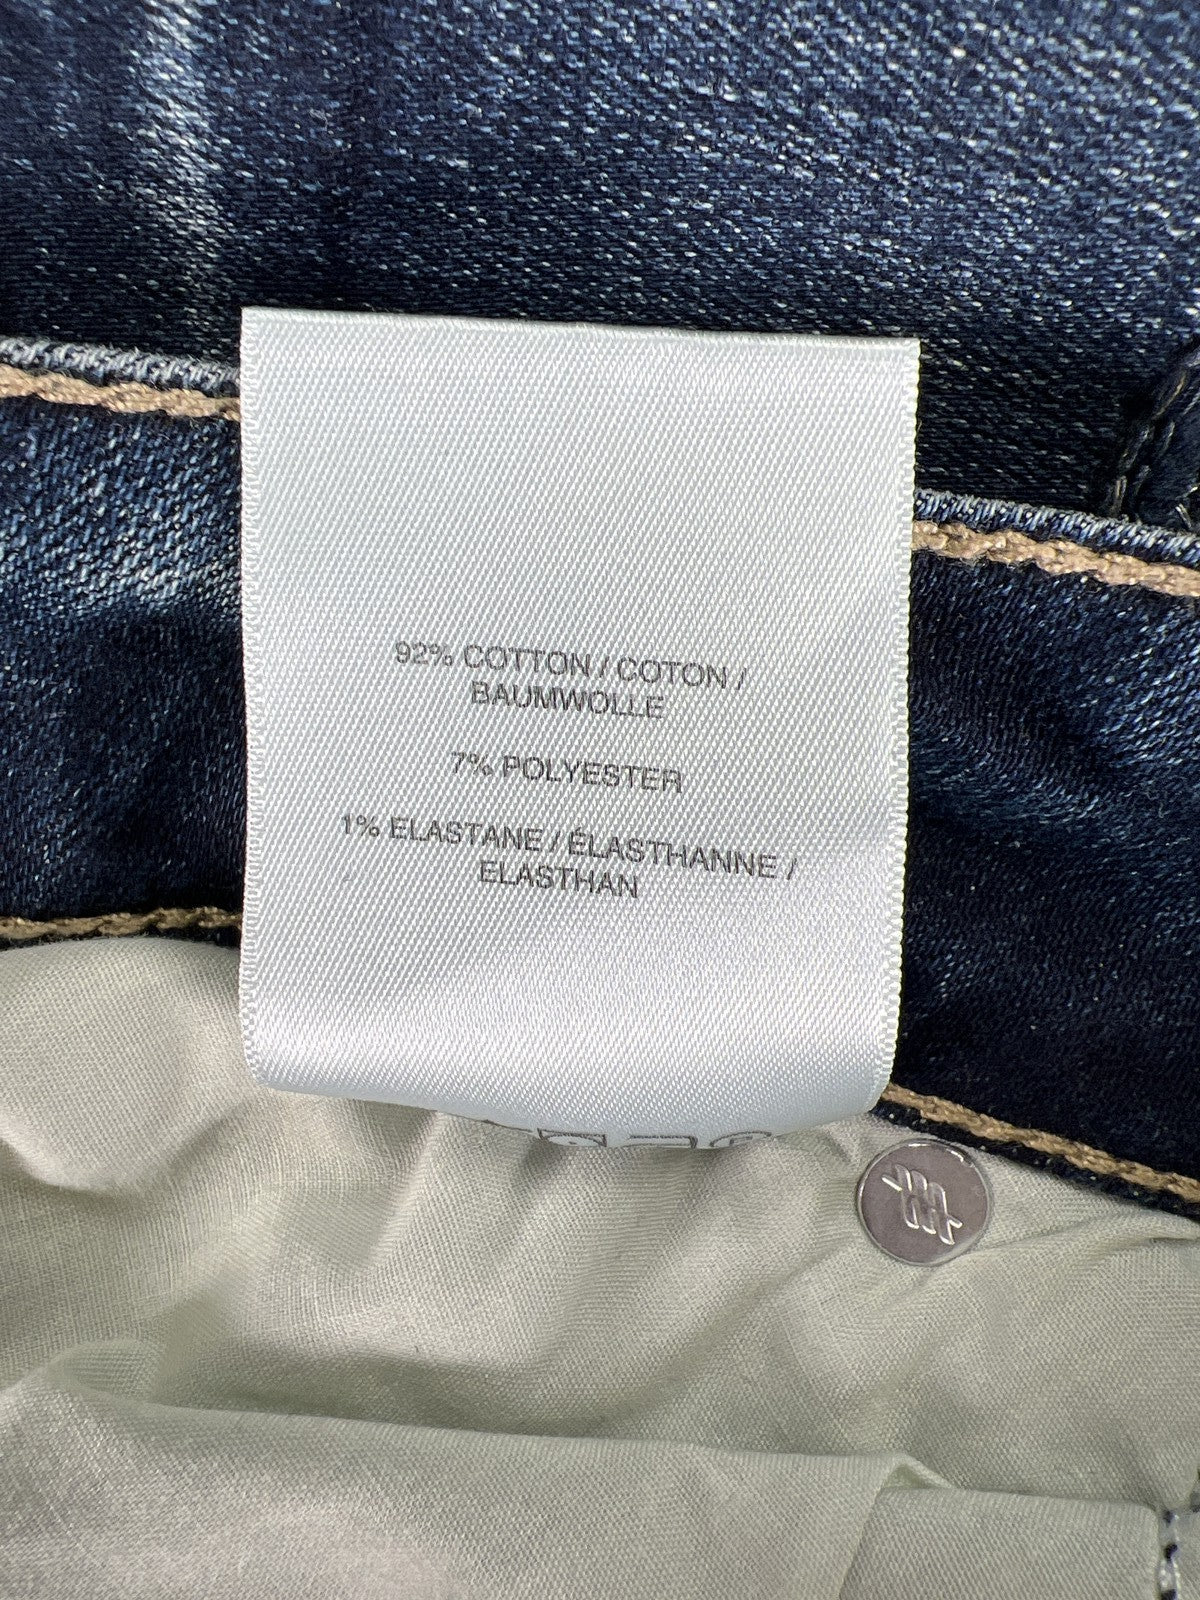 92% COTTON / COTON /
BAUMWOLLE
7% POLYESTER
1% ELASTANE / ÉLASTHANNE /
ELASTHAN